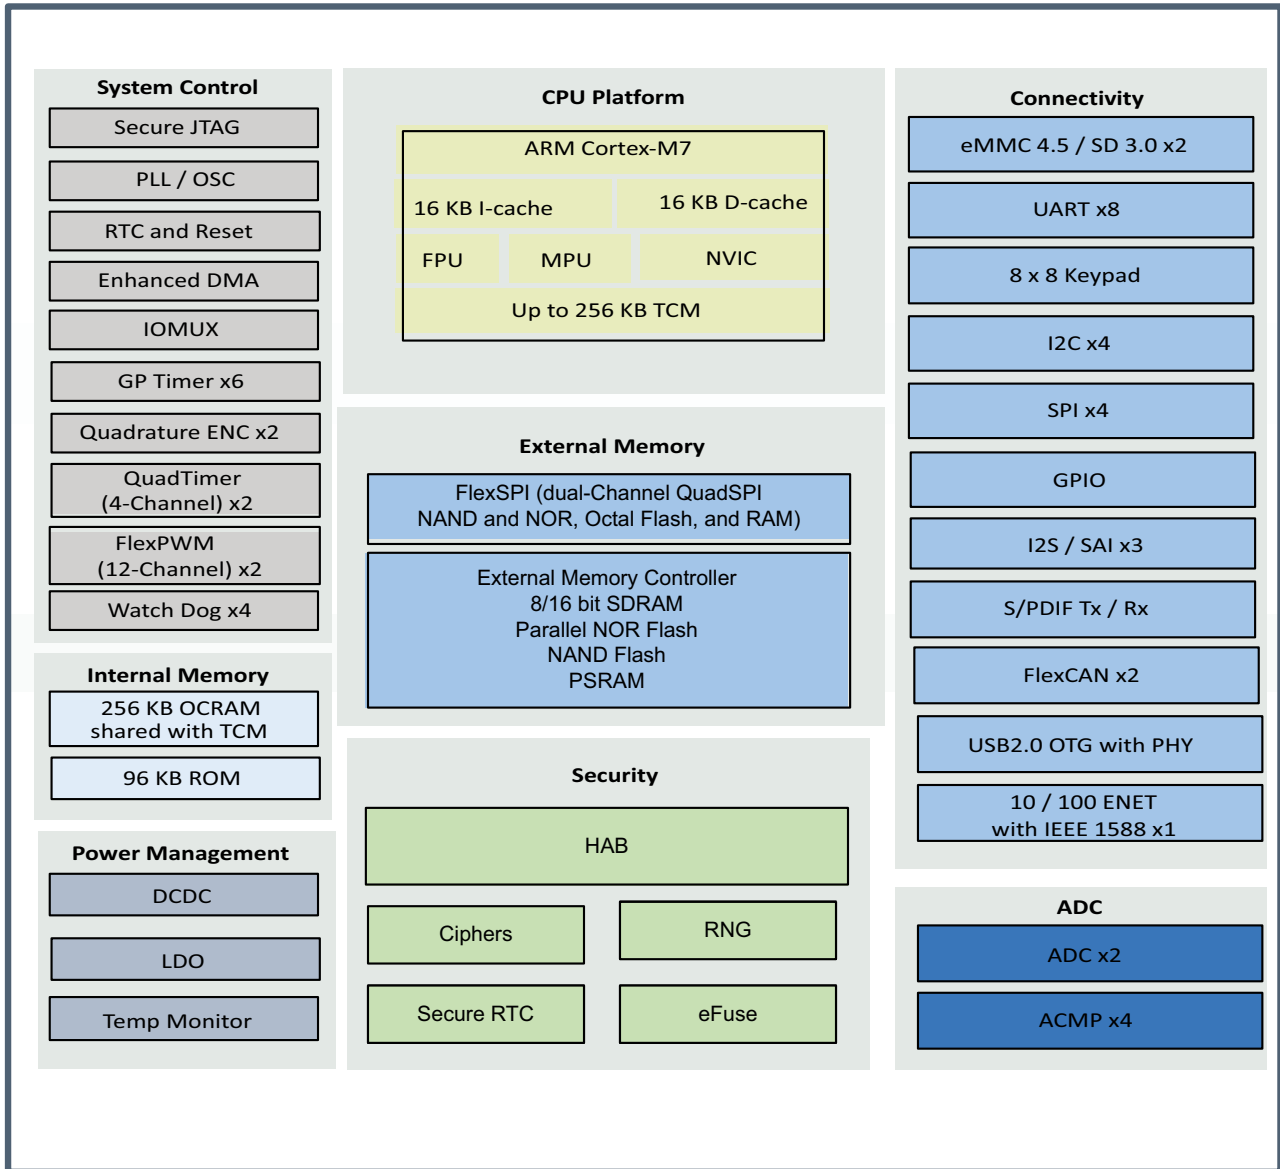 System Control
Secure JTAG
PLL / OSC
RTC and Reset
Enhanced DMA
IOMUX
GP Timer x6
Quadrature ENC x2
QuadTimer
(4-Channel) x2
FlexPWM
(12-Channel) x2
Watch Dog x4
Internal Memory
256 KB OCRAM
shared with TCM
96 KB ROM
Power Management
DCDC
LDO
Temp Monitor
CPU Platform
ARM Cortex-M7
16 KB I-cache
16 KB D-cache
FPU
MPU
NVIC
Up to 256 KB TCM
External Memory
FlexSPI (dual-Channel QuadSPI
NAND and NOR, Octal Flash, and RAM)
External Memory Controller
8/16 bit SDRAM
Parallel NOR Flash
NAND Flash
PSRAM
Security
HAB
Ciphers
RNG
Secure RTC
eFuse
Connectivity
eMMC 4.5 / SD 3.0 x2
UART x8
8 x 8 Keypad
I2C x4
SPI x4
GPIO
I2S / SAI x3
S/PDIF Tx / Rx
FlexCAN x2
USB2.0 OTG with PHY
10 / 100 ENET
with IEEE 1588 x1
ADC
ADC x2
ACMP x4